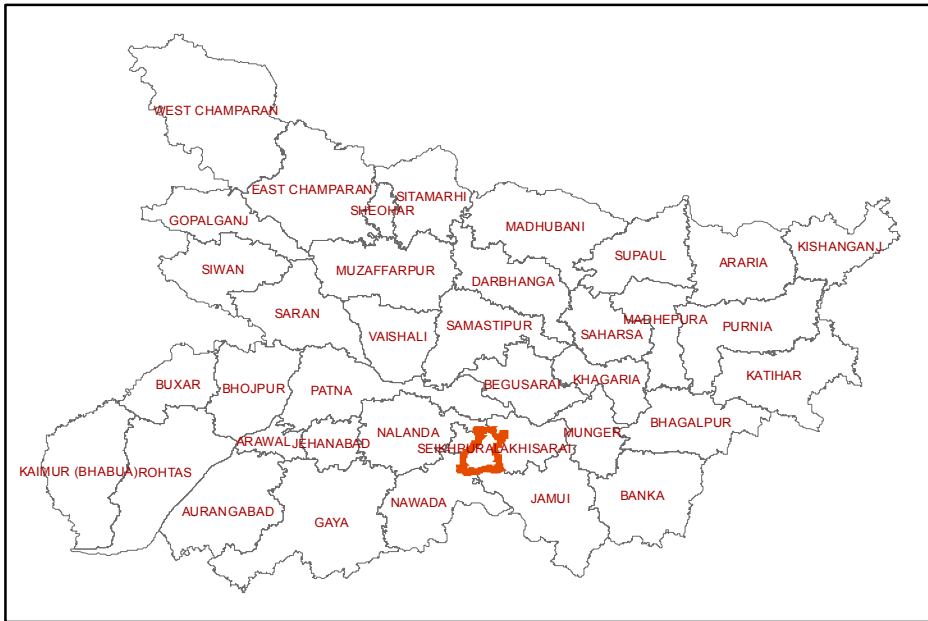 WEST CHAMPARAN
EAST CHAMPARAN
SITAMARHI
SHEOHAR
GOPALGANJ
MADHUBANI
SUPAUL
ARARIA
KISHANGANJ
SIWAN
MUZAFFARPUR
DARBHANGA
SARAN
VAISHALI
SAMASTIPUR
SAHARSA
MADHEPURA
PURNIA
BUXAR
BHOJPUR
PATNA
BEGUSARAI
KHAGARIA
KATIHAR
ARAWAL
JEHANABAD
NALANDA
SEIKHPURA
LAKHISARAI
MUNGER
BHAGALPUR
KAIMUR (BHABUA)
ROHTAS
AURANGABAD
GAYA
NAWADA
JAMUI
BANKA